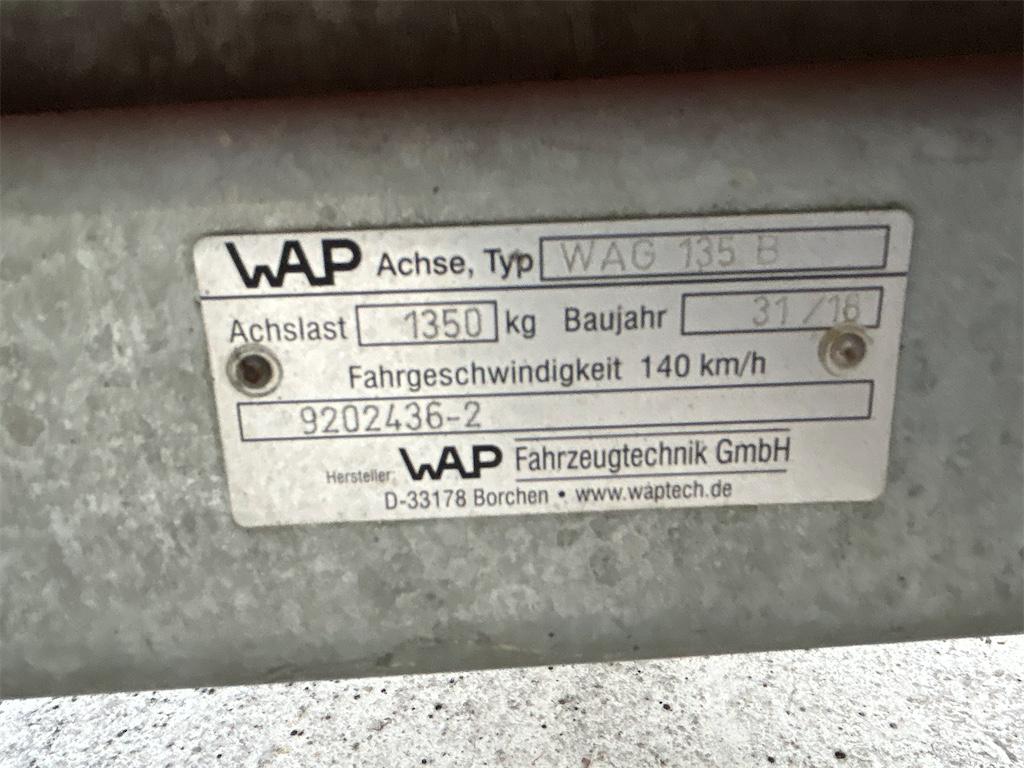 WAP Achse, Typ WAG 135 B
Achslast 1350 kg Baujahr 31/16
Fahrgeschwindigkeit 140 km/h
9202436-2
Hersteller: WAP Fahrzeugtechnik GmbH
D-33178 Borchen • www.waptech.de